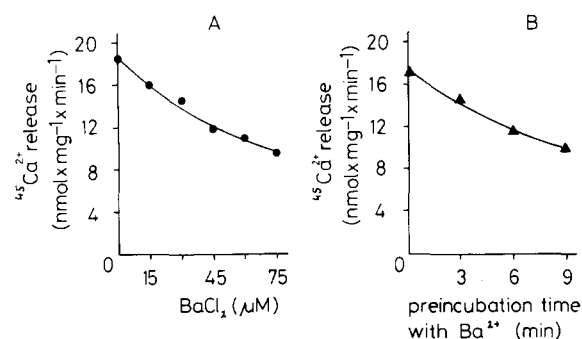 A
⁴⁵Ca²⁺ release
(nmol x mg⁻¹ x min⁻¹)
20
16
12
8
4
0
15
45
75
BaCl₂ (μM)
B
⁴⁵Ca²⁺ release
(nmol x mg⁻¹ x min⁻¹)
20
16
12
8
4
0
3
6
9
preincubation time
with Ba²⁺ (min)